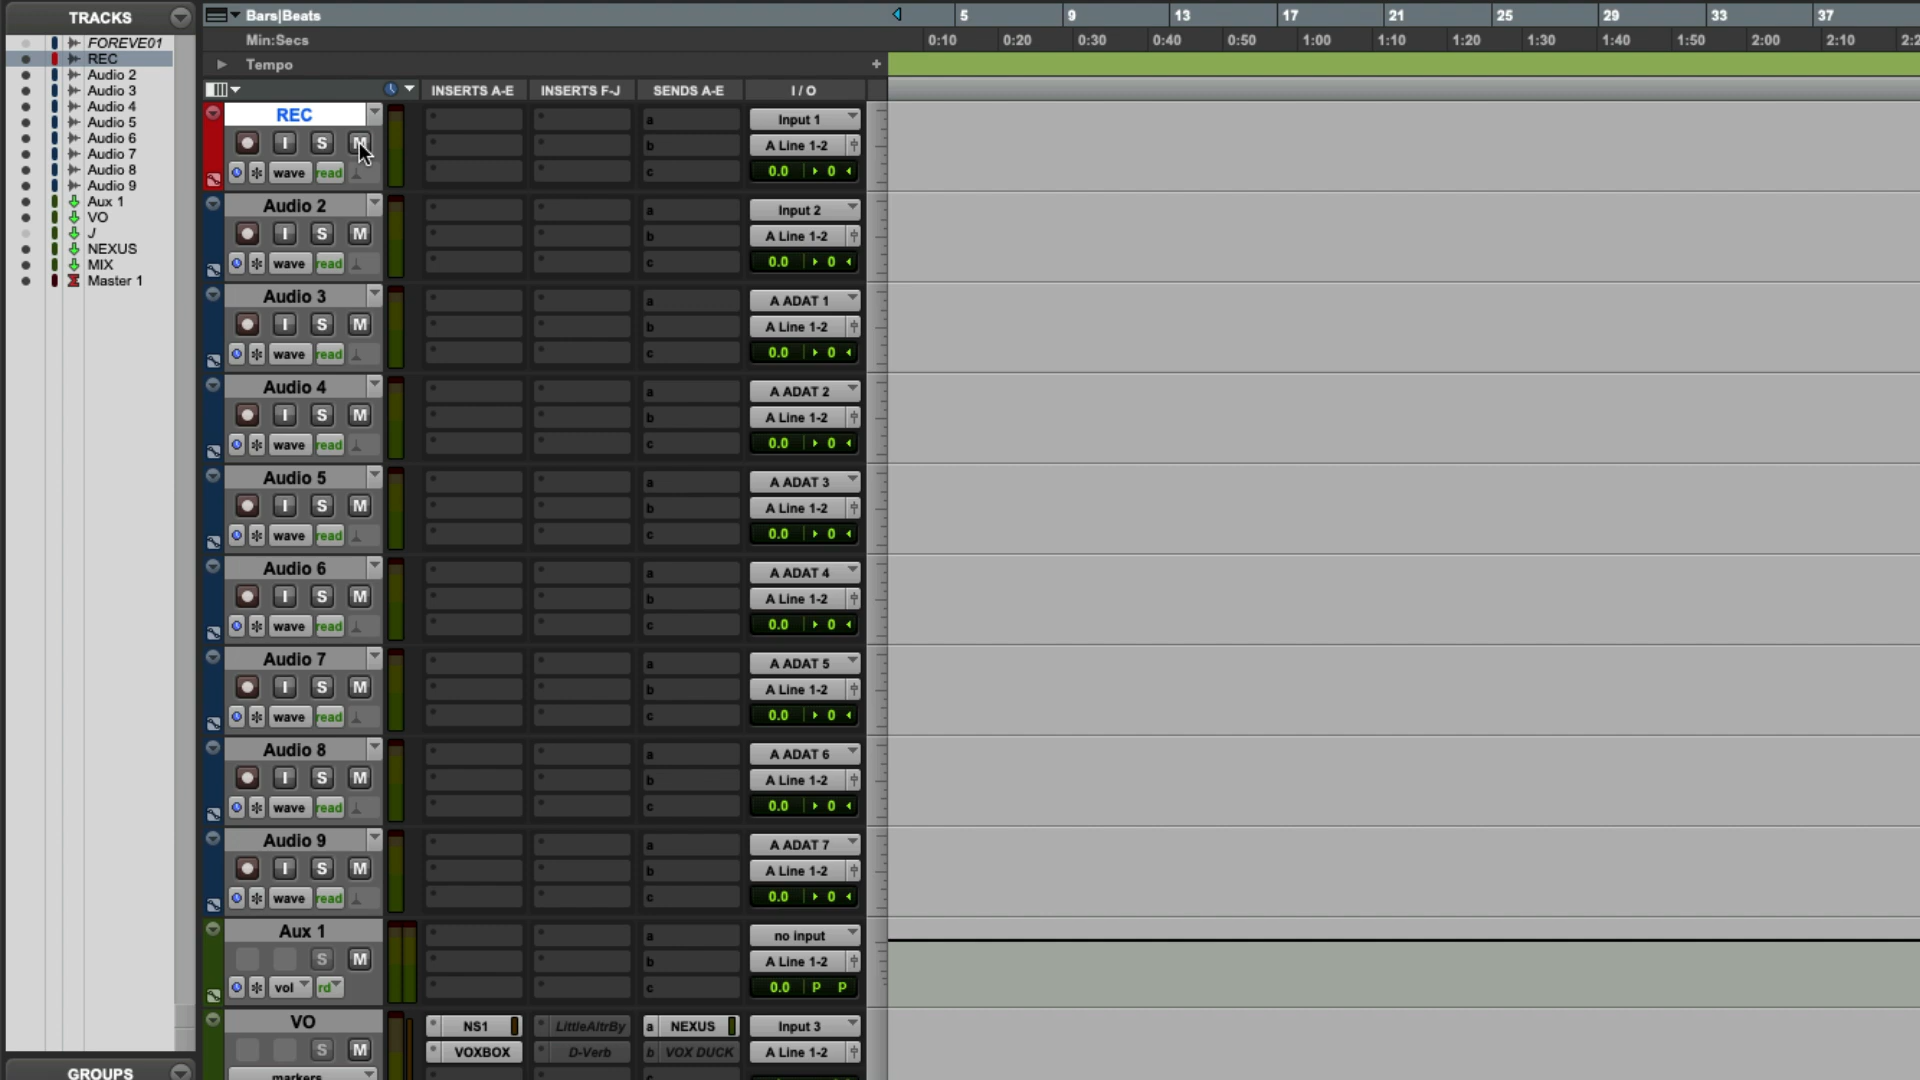 TRACKS
FOREVE01
REC
Audio 2
Audio 3
Audio 4
Audio 5
Audio 6
Audio 7
Audio 8
Audio 9
Aux 1
VO
J
NEXUS
MIX
Master 1
GROUPS
Bars|Beats 5 9 13 17 21 25 29 33 37
Min:Secs 0:10 0:20 0:30 0:40 0:50 1:00 1:10 1:20 1:30 1:40 1:50 2:00 2:10
Tempo +
INSERTS A-E INSERTS F-J SENDS A-E I / O
REC a Input 1
I S M b A Line 1-2
wave read c 0.0 0
Audio 2 a Input 2
I S M b A Line 1-2
wave read c 0.0 0
Audio 3 a A ADAT 1
I S M b A Line 1-2
wave read c 0.0 0
Audio 4 a A ADAT 2
I S M b A Line 1-2
wave read c 0.0 0
Audio 5 a A ADAT 3
I S M b A Line 1-2
wave read c 0.0 0
Audio 6 a A ADAT 4
I S M b A Line 1-2
wave read c 0.0 0
Audio 7 a A ADAT 5
I S M b A Line 1-2
wave read c 0.0 0
Audio 8 a A ADAT 6
I S M b A Line 1-2
wave read c 0.0 0
Audio 9 a A ADAT 7
I S M b A Line 1-2
wave read c 0.0 0
Aux 1 a no input
S M b A Line 1-2
vol rd c 0.0 P P
VO NS1 LittleAltrBy a NEXUS Input 3
S M VOXBOX D-Verb b VOX DUCK A Line 1-2
markers